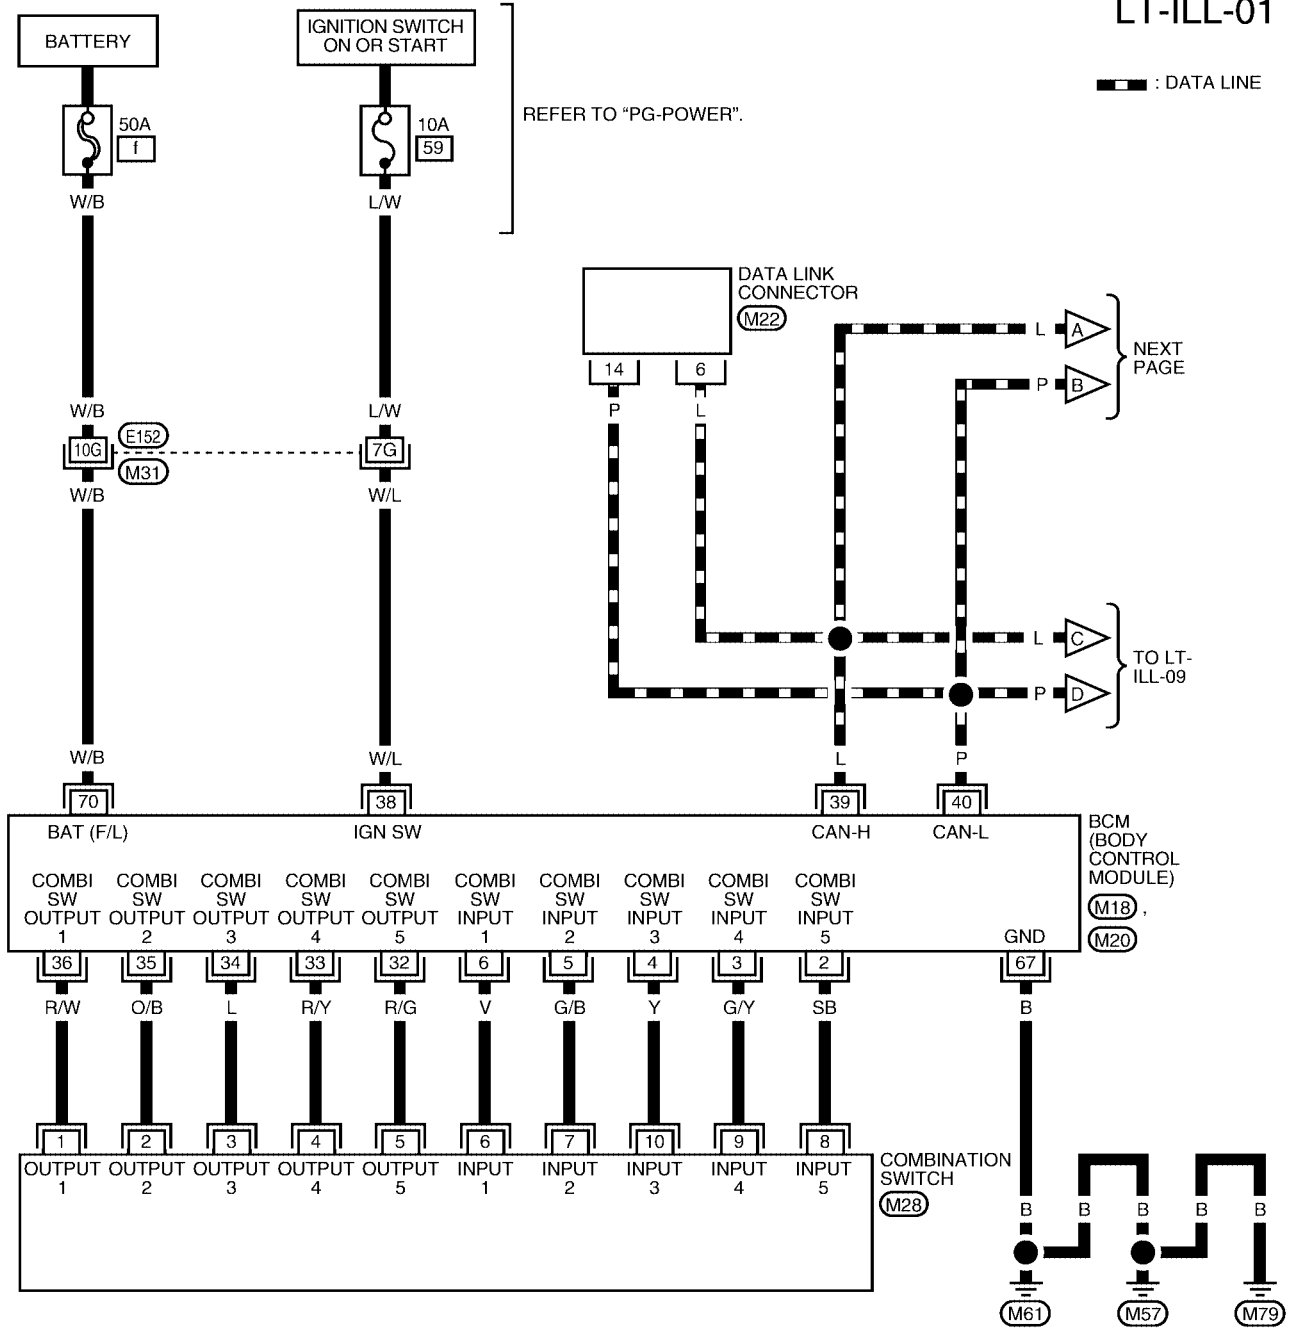 LT-ILL-01
BATTERY
IGNITION SWITCH
ON OR START
: DATA LINE
50A
f
10A
59
REFER TO “PG-POWER”.
W/B
L/W
DATA LINK
CONNECTOR
M22
14
6
P
L
L
A
P
B
NEXT
PAGE
W/B
L/W
10G
E152
M31
7G
W/B
W/L
L
C
P
D
TO LT-
ILL-09
W/B
W/L
L
P
70
38
39
40
BAT (F/L)
IGN SW
CAN-H
CAN-L
BCM
(BODY
CONTROL
MODULE)
M18 ,
M20
COMBI SW OUTPUT 1
COMBI SW OUTPUT 2
COMBI SW OUTPUT 3
COMBI SW OUTPUT 4
COMBI SW OUTPUT 5
COMBI SW INPUT 1
COMBI SW INPUT 2
COMBI SW INPUT 3
COMBI SW INPUT 4
COMBI SW INPUT 5
GND
36
35
34
33
32
6
5
4
3
2
67
R/W
O/B
L
R/Y
R/G
V
G/B
Y
G/Y
SB
B
1
2
3
4
5
6
7
10
9
8
OUTPUT 1
OUTPUT 2
OUTPUT 3
OUTPUT 4
OUTPUT 5
INPUT 1
INPUT 2
INPUT 3
INPUT 4
INPUT 5
COMBINATION
SWITCH
M28
B
B
B
B
B
M61
M57
M79